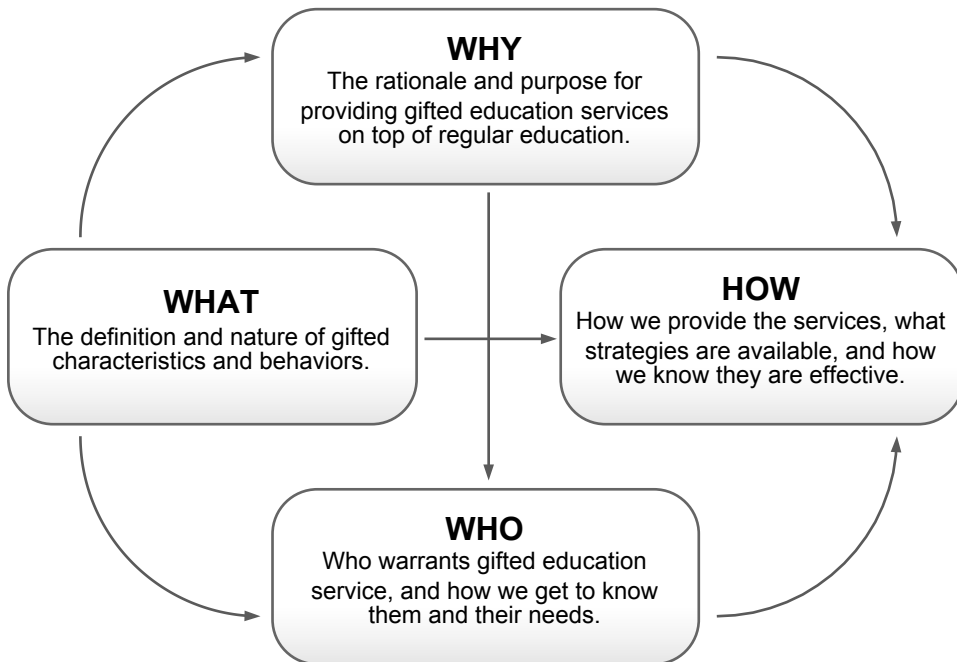 WHY
The rationale and purpose for
providing gifted education services
on top of regular education.
WHAT
The definition and nature of gifted
characteristics and behaviors.
HOW
How we provide the services, what
strategies are available, and how
we know they are effective.
WHO
Who warrants gifted education
service, and how we get to know
them and their needs.